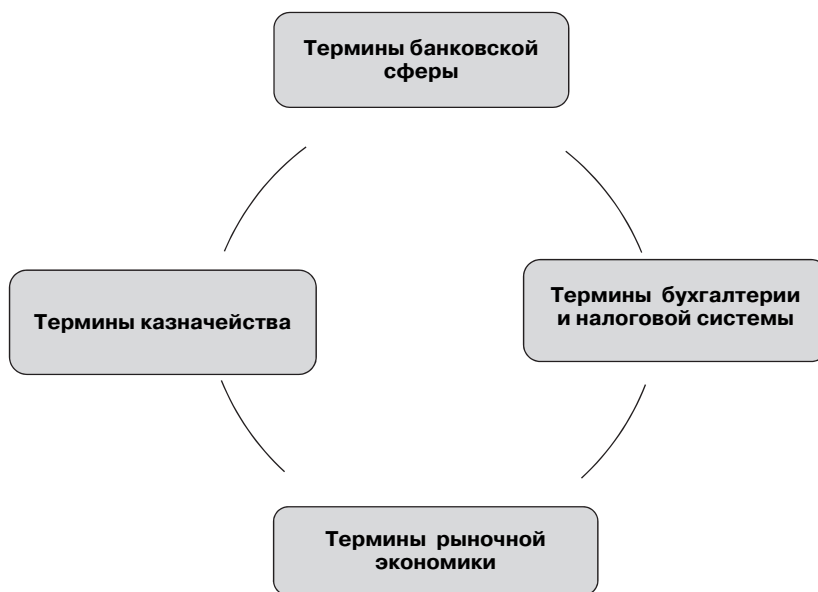 Термины банковской
сферы
Термины казначейства
Термины бухгалтерии
и налоговой системы
Термины рыночной
экономики